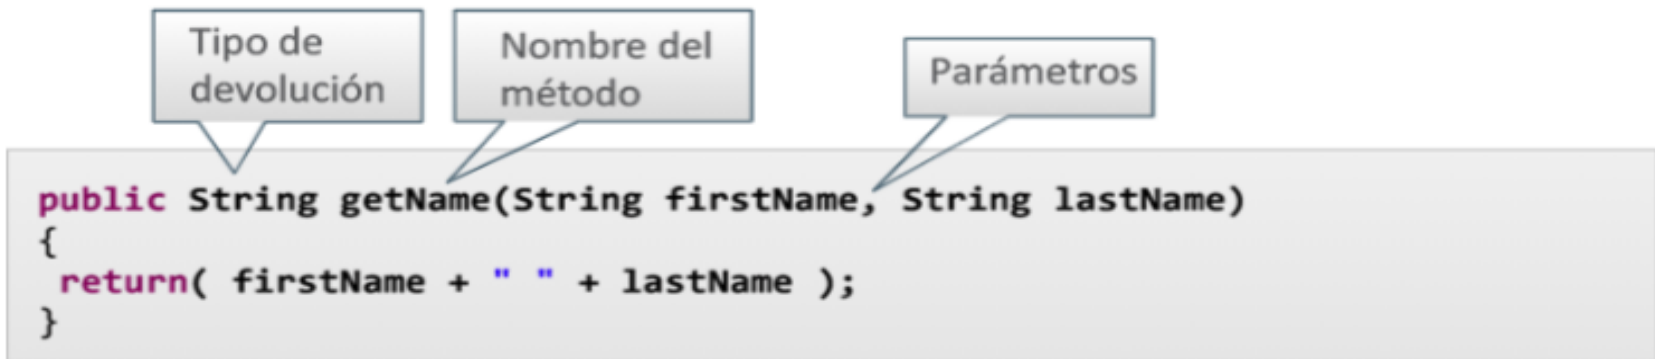 Tipo de
devolución
Nombre del
método
Parámetros
public String getName(String firstName, String lastName)
{
return( firstName + " " + lastName );
}